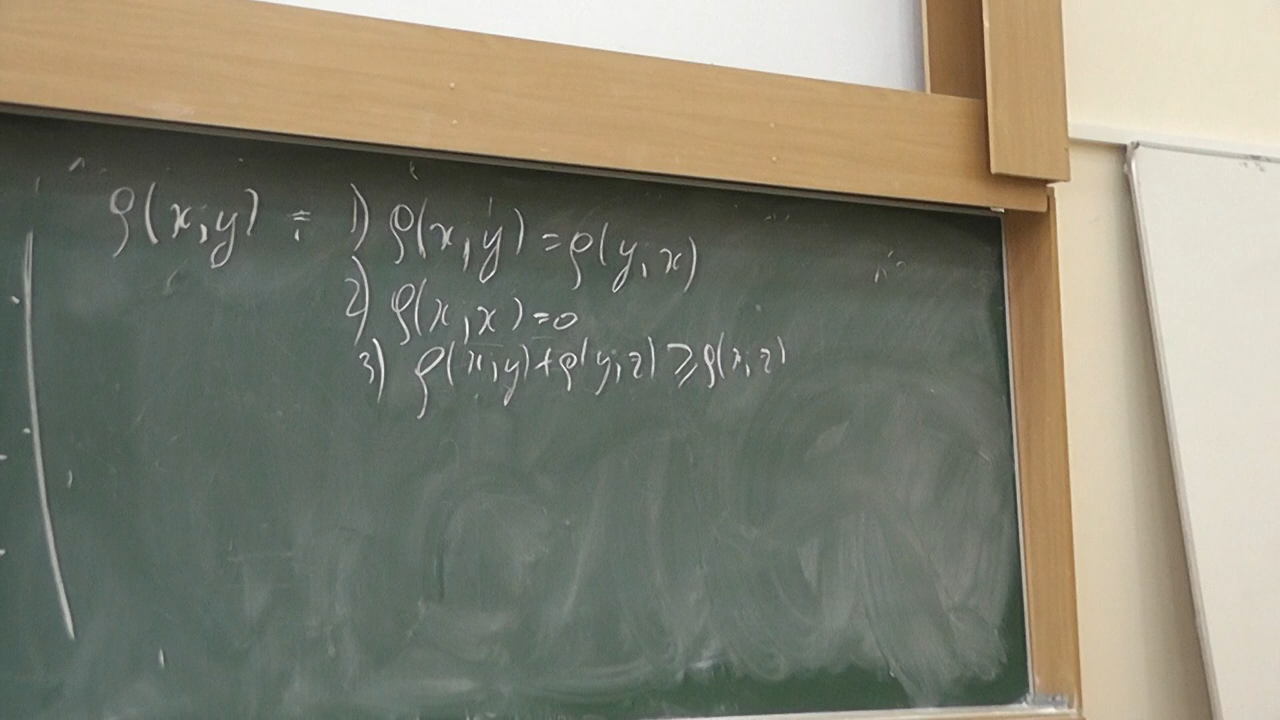 ρ(x,y) : 1) ρ(x,y) = ρ(y,x)
2) ρ(x,x) = 0
3) ρ(x,y) + ρ(y,z) ⩾ ρ(x,z)